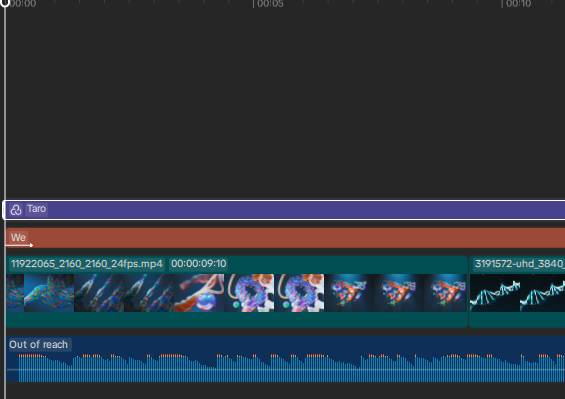 00:00
00:05
00:10
Taro
We
11922065_2160_2160_24fps.mp4 00:00:09:10
3191572-uhd_3840_
Out of reach